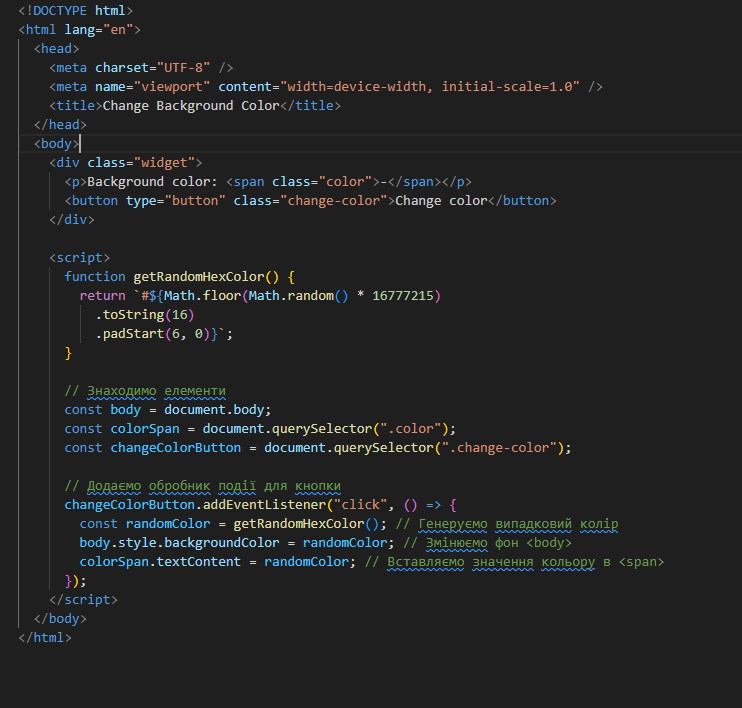 <!DOCTYPE html>
<html lang="en">
  <head>
    <meta charset="UTF-8" />
    <meta name="viewport" content="width=device-width, initial-scale=1.0" />
    <title>Change Background Color</title>
  </head>
  <body>
    <div class="widget">
      <p>Background color: <span class="color">-</span></p>
      <button type="button" class="change-color">Change color</button>
    </div>

    <script>
      function getRandomHexColor() {
        return `#${Math.floor(Math.random() * 16777215)
          .toString(16)
          .padStart(6, 0)}`;
      }

      // Знаходимо елементи
      const body = document.body;
      const colorSpan = document.querySelector(".color");
      const changeColorButton = document.querySelector(".change-color");

      // Додаємо обробник події для кнопки
      changeColorButton.addEventListener("click", () => {
        const randomColor = getRandomHexColor(); // Генеруємо випадковий колір
        body.style.backgroundColor = randomColor; // Змінюємо фон <body>
        colorSpan.textContent = randomColor; // Вставляємо значення кольору в <span>
      });
    </script>
  </body>
</html>